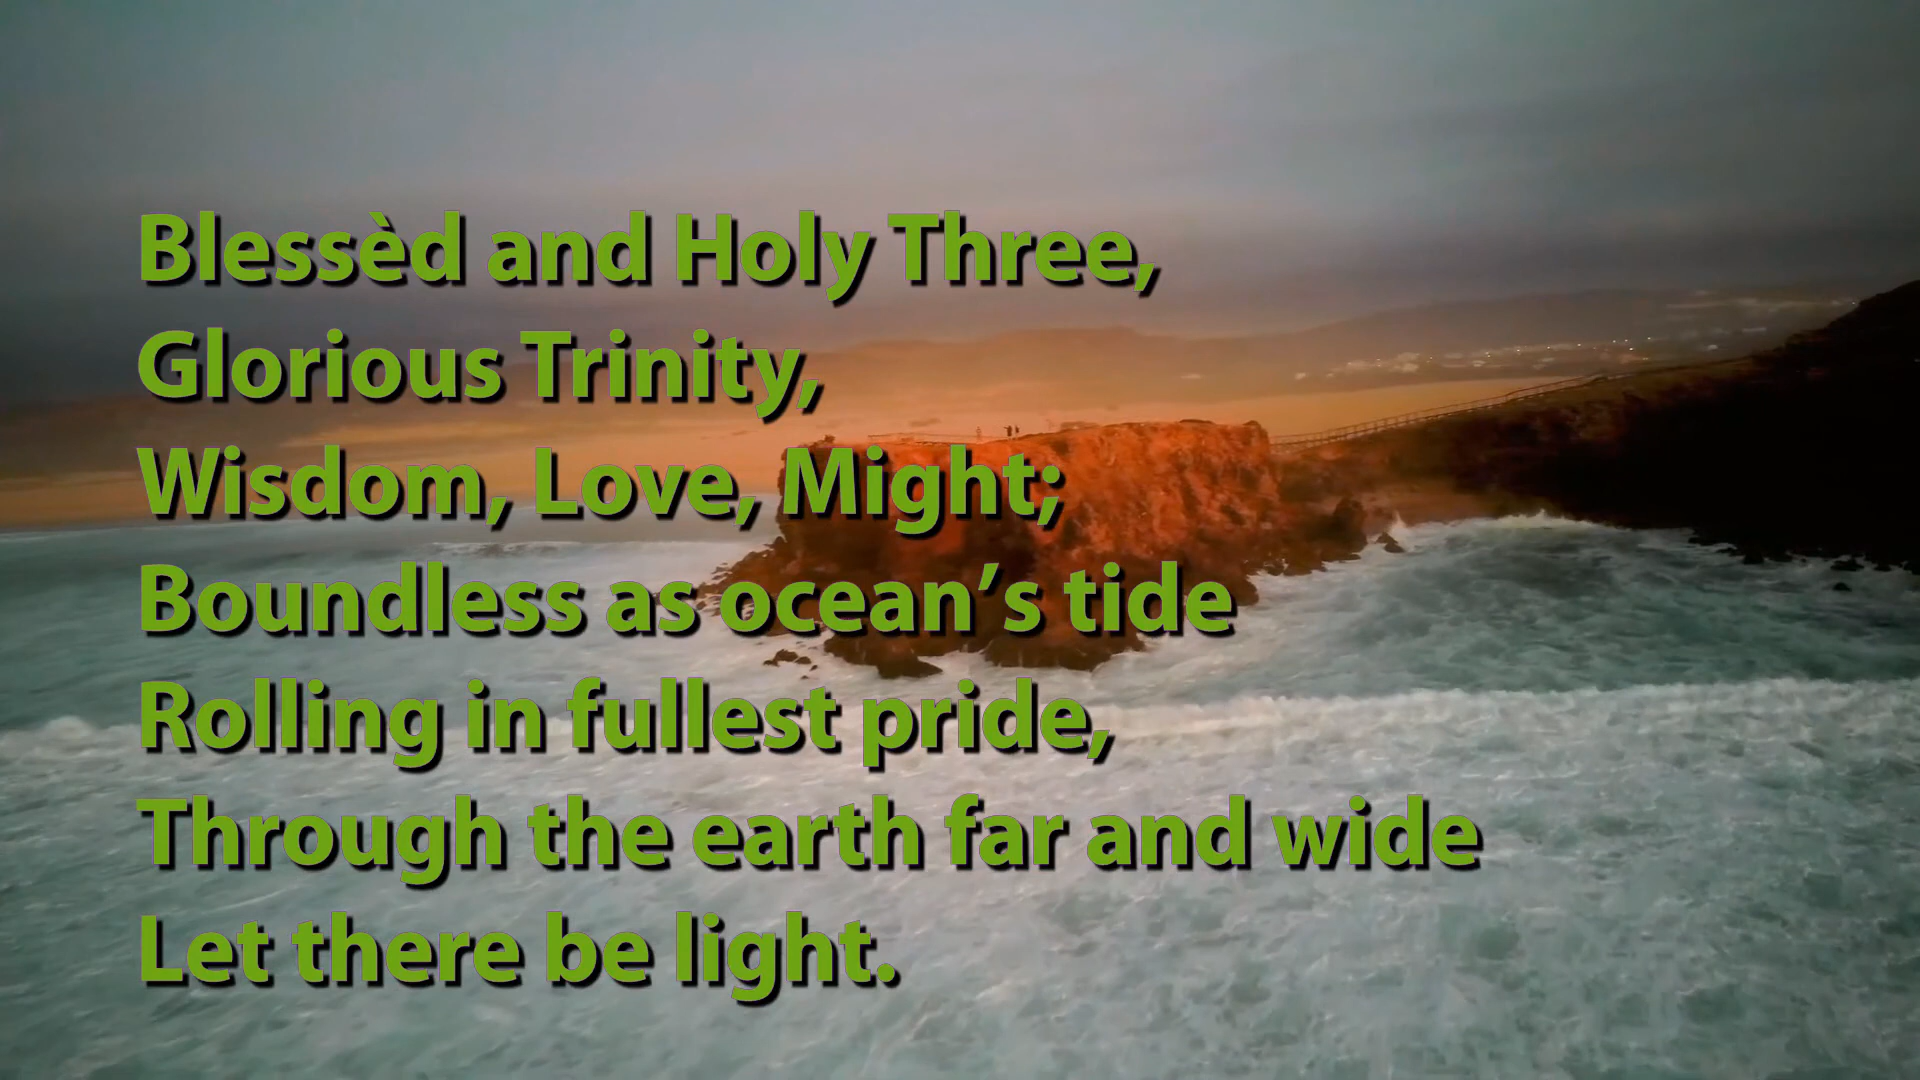 Blessèd and Holy Three,
Glorious Trinity,
Wisdom, Love, Might;
Boundless as ocean’s tide
Rolling in fullest pride,
Through the earth far and wide
Let there be light.